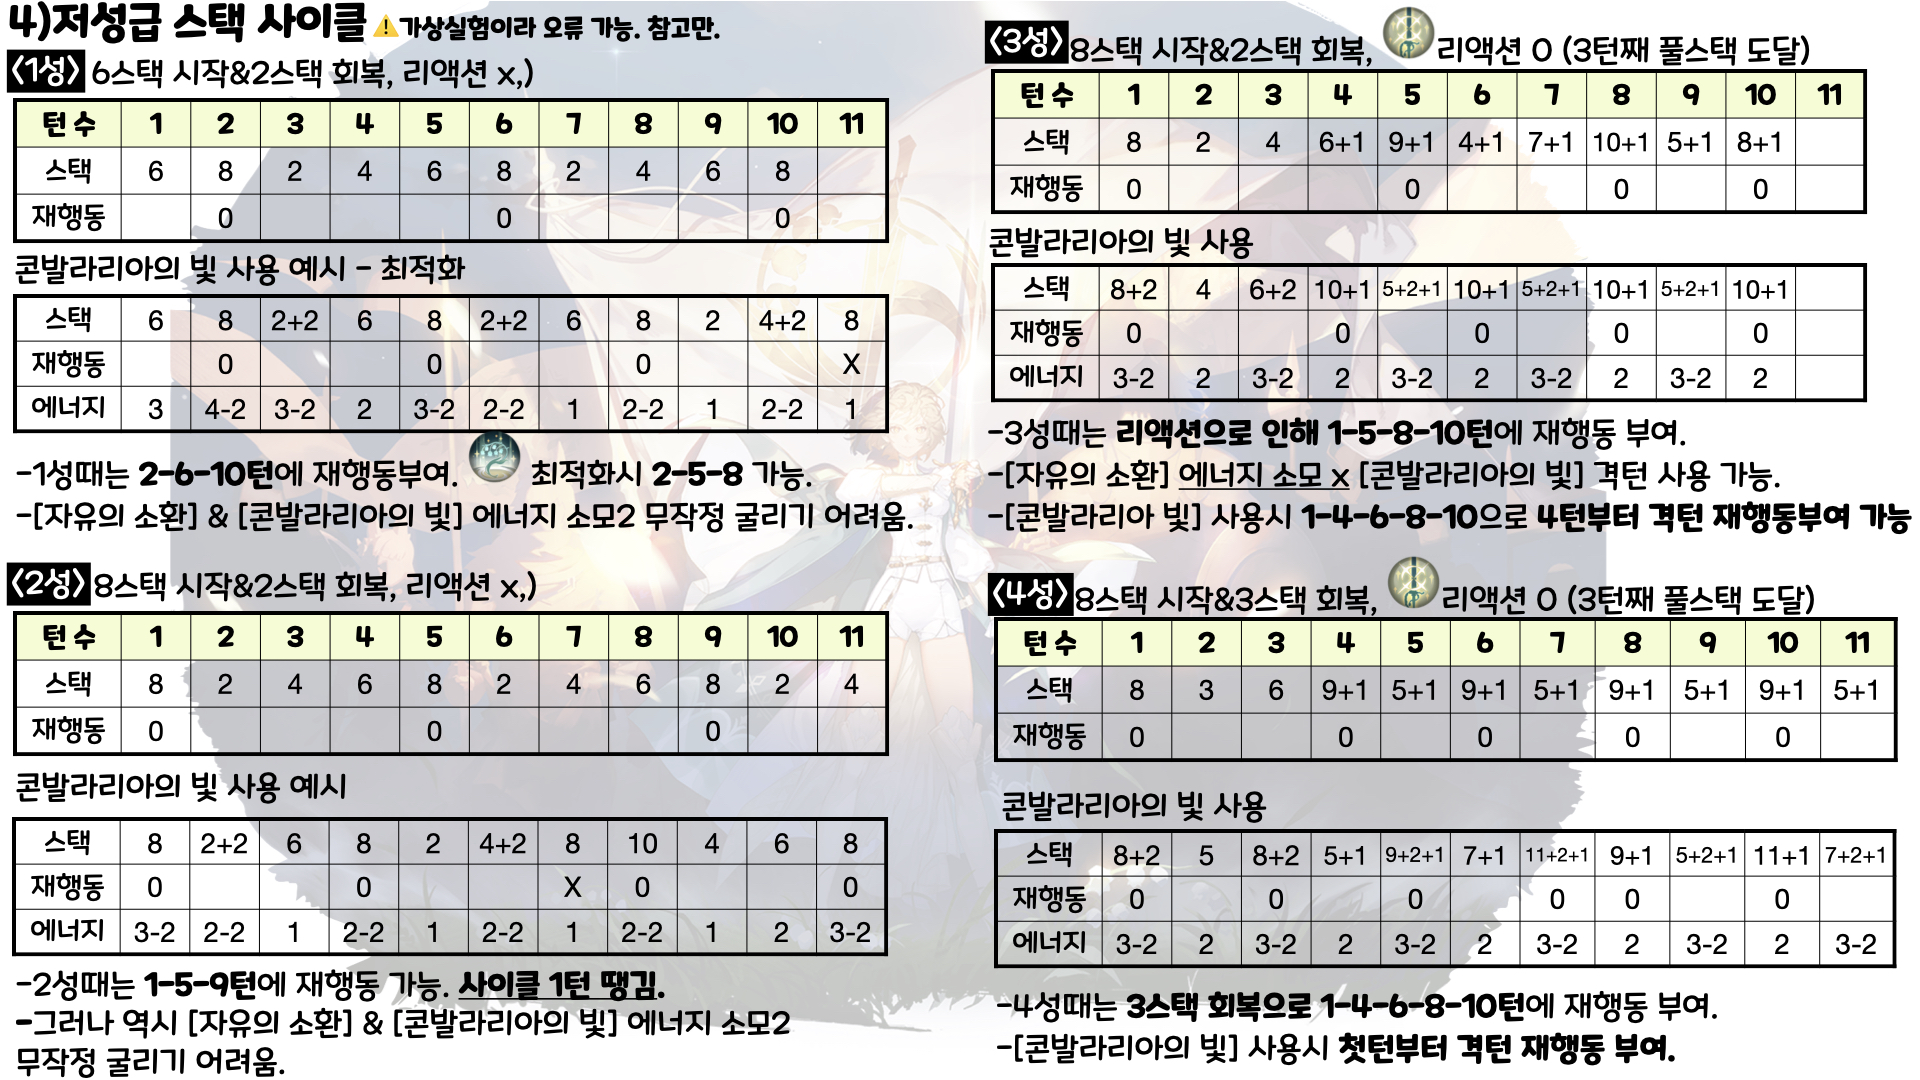 4)저성급 스택 사이클 ⚠가상실험이라 오류 가능. 참고만.
<1성> 6스택 시작&2스택 회복, 리액션 x,)
턴 수 1 2 3 4 5 6 7 8 9 10 11
스택 6 8 2 4 6 8 2 4 6 8
재행동 0 0 0
콘발라리아의 빛 사용 예시 - 최적화
스택 6 8 2+2 6 8 2+2 6 8 2 4+2 8
재행동 0 0 0 X
에너지 3 4-2 3-2 2 3-2 2-2 1 2-2 1 2-2 1
-1성때는 2-6-10턴에 재행동부여. 최적화시 2-5-8 가능.
-[자유의 소환] & [콘발라리아의 빛] 에너지 소모2 무작정 굴리기 어려움.
<2성> 8스택 시작&2스택 회복, 리액션 x,)
턴 수 1 2 3 4 5 6 7 8 9 10 11
스택 8 2 4 6 8 2 4 6 8 2 4
재행동 0 0 0
콘발라리아의 빛 사용 예시
스택 8 2+2 6 8 2 4+2 8 10 4 6 8
재행동 0 0 X 0 0
에너지 3-2 2-2 1 2-2 1 2-2 1 2-2 1 2 3-2
-2성때는 1-5-9턴에 재행동 가능. 사이클 1턴 땡김.
-그러나 역시 [자유의 소환] & [콘발라리아의 빛] 에너지 소모2
무작정 굴리기 어려움.
<3성> 8스택 시작&2스택 회복, 리액션 O (3턴째 풀스택 도달)
턴 수 1 2 3 4 5 6 7 8 9 10 11
스택 8 2 4 6+1 9+1 4+1 7+1 10+1 5+1 8+1
재행동 0 0 0 0
콘발라리아의 빛 사용
스택 8+2 4 6+2 10+1 5+2+1 10+1 5+2+1 10+1 5+2+1 10+1
재행동 0 0 0 0 0
에너지 3-2 2 3-2 2 3-2 2 3-2 2 3-2 2
-3성때는 리액션으로 인해 1-5-8-10턴에 재행동 부여.
-[자유의 소환] 에너지 소모 x [콘발라리아의 빛] 격턴 사용 가능.
-[콘발라리아 빛] 사용시 1-4-6-8-10으로 4턴부터 격턴 재행동부여 가능
<4성> 8스택 시작&3스택 회복, 리액션 O (3턴째 풀스택 도달)
턴 수 1 2 3 4 5 6 7 8 9 10 11
스택 8 3 6 9+1 5+1 9+1 5+1 9+1 5+1 9+1 5+1
재행동 0 0 0 0 0
콘발라리아의 빛 사용
스택 8+2 5 8+2 5+1 9+2+1 7+1 11+2+1 9+1 5+2+1 11+1 7+2+1
재행동 0 0 0 0 0 0
에너지 3-2 2 3-2 2 3-2 2 3-2 2 3-2 2 3-2
-4성때는 3스택 회복으로 1-4-6-8-10턴에 재행동 부여.
-[콘발라리아의 빛] 사용시 첫턴부터 격턴 재행동 부여.